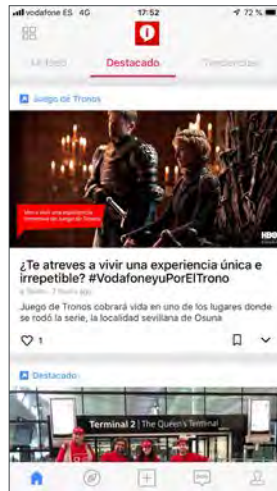 vodafone ES 4G 17:52 72 %
Destacado
Tendencias
Juego de Tronos
HBO
¿Te atreves a vivir una experiencia única e
irrepetible? #VodafoneyuPorElTrono
Juego de Tronos cobrará vida en uno de los lugares donde
se rodó la serie, la localidad sevillana de Osuna
1
Destacado
Terminal 2 | The Queen's Terminal